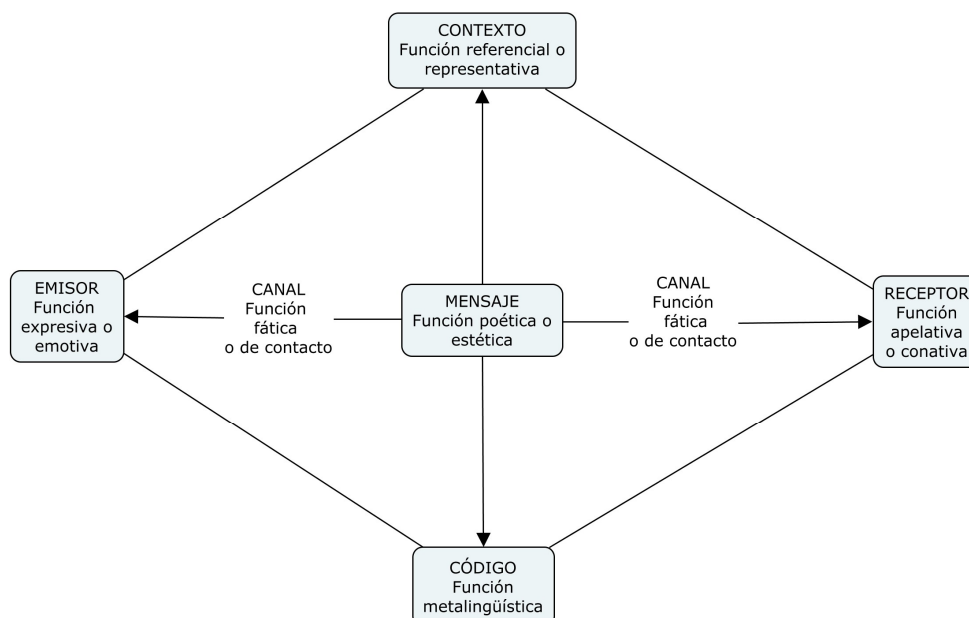 CONTEXTO
Función referencial o
representativa
EMISOR
Función
expresiva o
emotiva
CANAL
Función
fática
o de contacto
MENSAJE
Función poética o
estética
CANAL
Función
fática
o de contacto
RECEPTOR
Función
apelativa
o conativa
CÓDIGO
Función
metalingüística